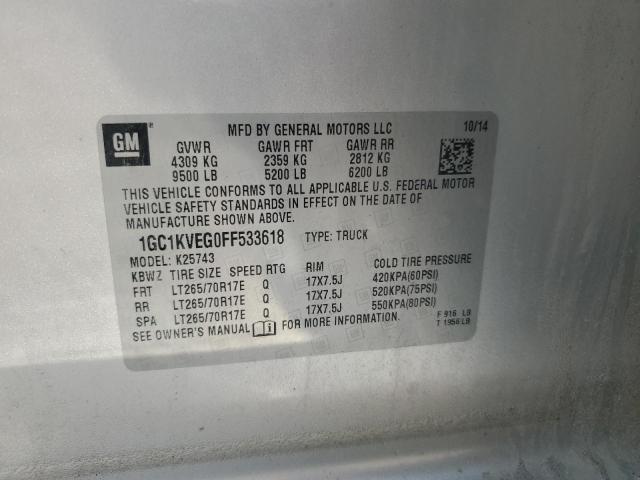 GM
MFD BY GENERAL MOTORS LLC 10/14
GVWR GAWR FRT GAWR RR
4309 KG 2359 KG 2812 KG
9500 LB 5200 LB 6200 LB
THIS VEHICLE CONFORMS TO ALL APPLICABLE U.S. FEDERAL MOTOR
VEHICLE SAFETY STANDARDS IN EFFECT ON THE DATE OF
MANUFACTURE SHOWN ABOVE.
1GC1KVEG0FF533618 TYPE: TRUCK
MODEL: K25743
KBWZ TIRE SIZE SPEED RTG RIM COLD TIRE PRESSURE
FRT LT265/70R17E Q 17X7.5J 420KPA(60PSI)
RR LT265/70R17E Q 17X7.5J 520KPA(75PSI)
SPA LT265/70R17E Q 17X7.5J 550KPA(80PSI)
SEE OWNER'S MANUAL FOR MORE INFORMATION.
F 916 LB
T 1956 LB